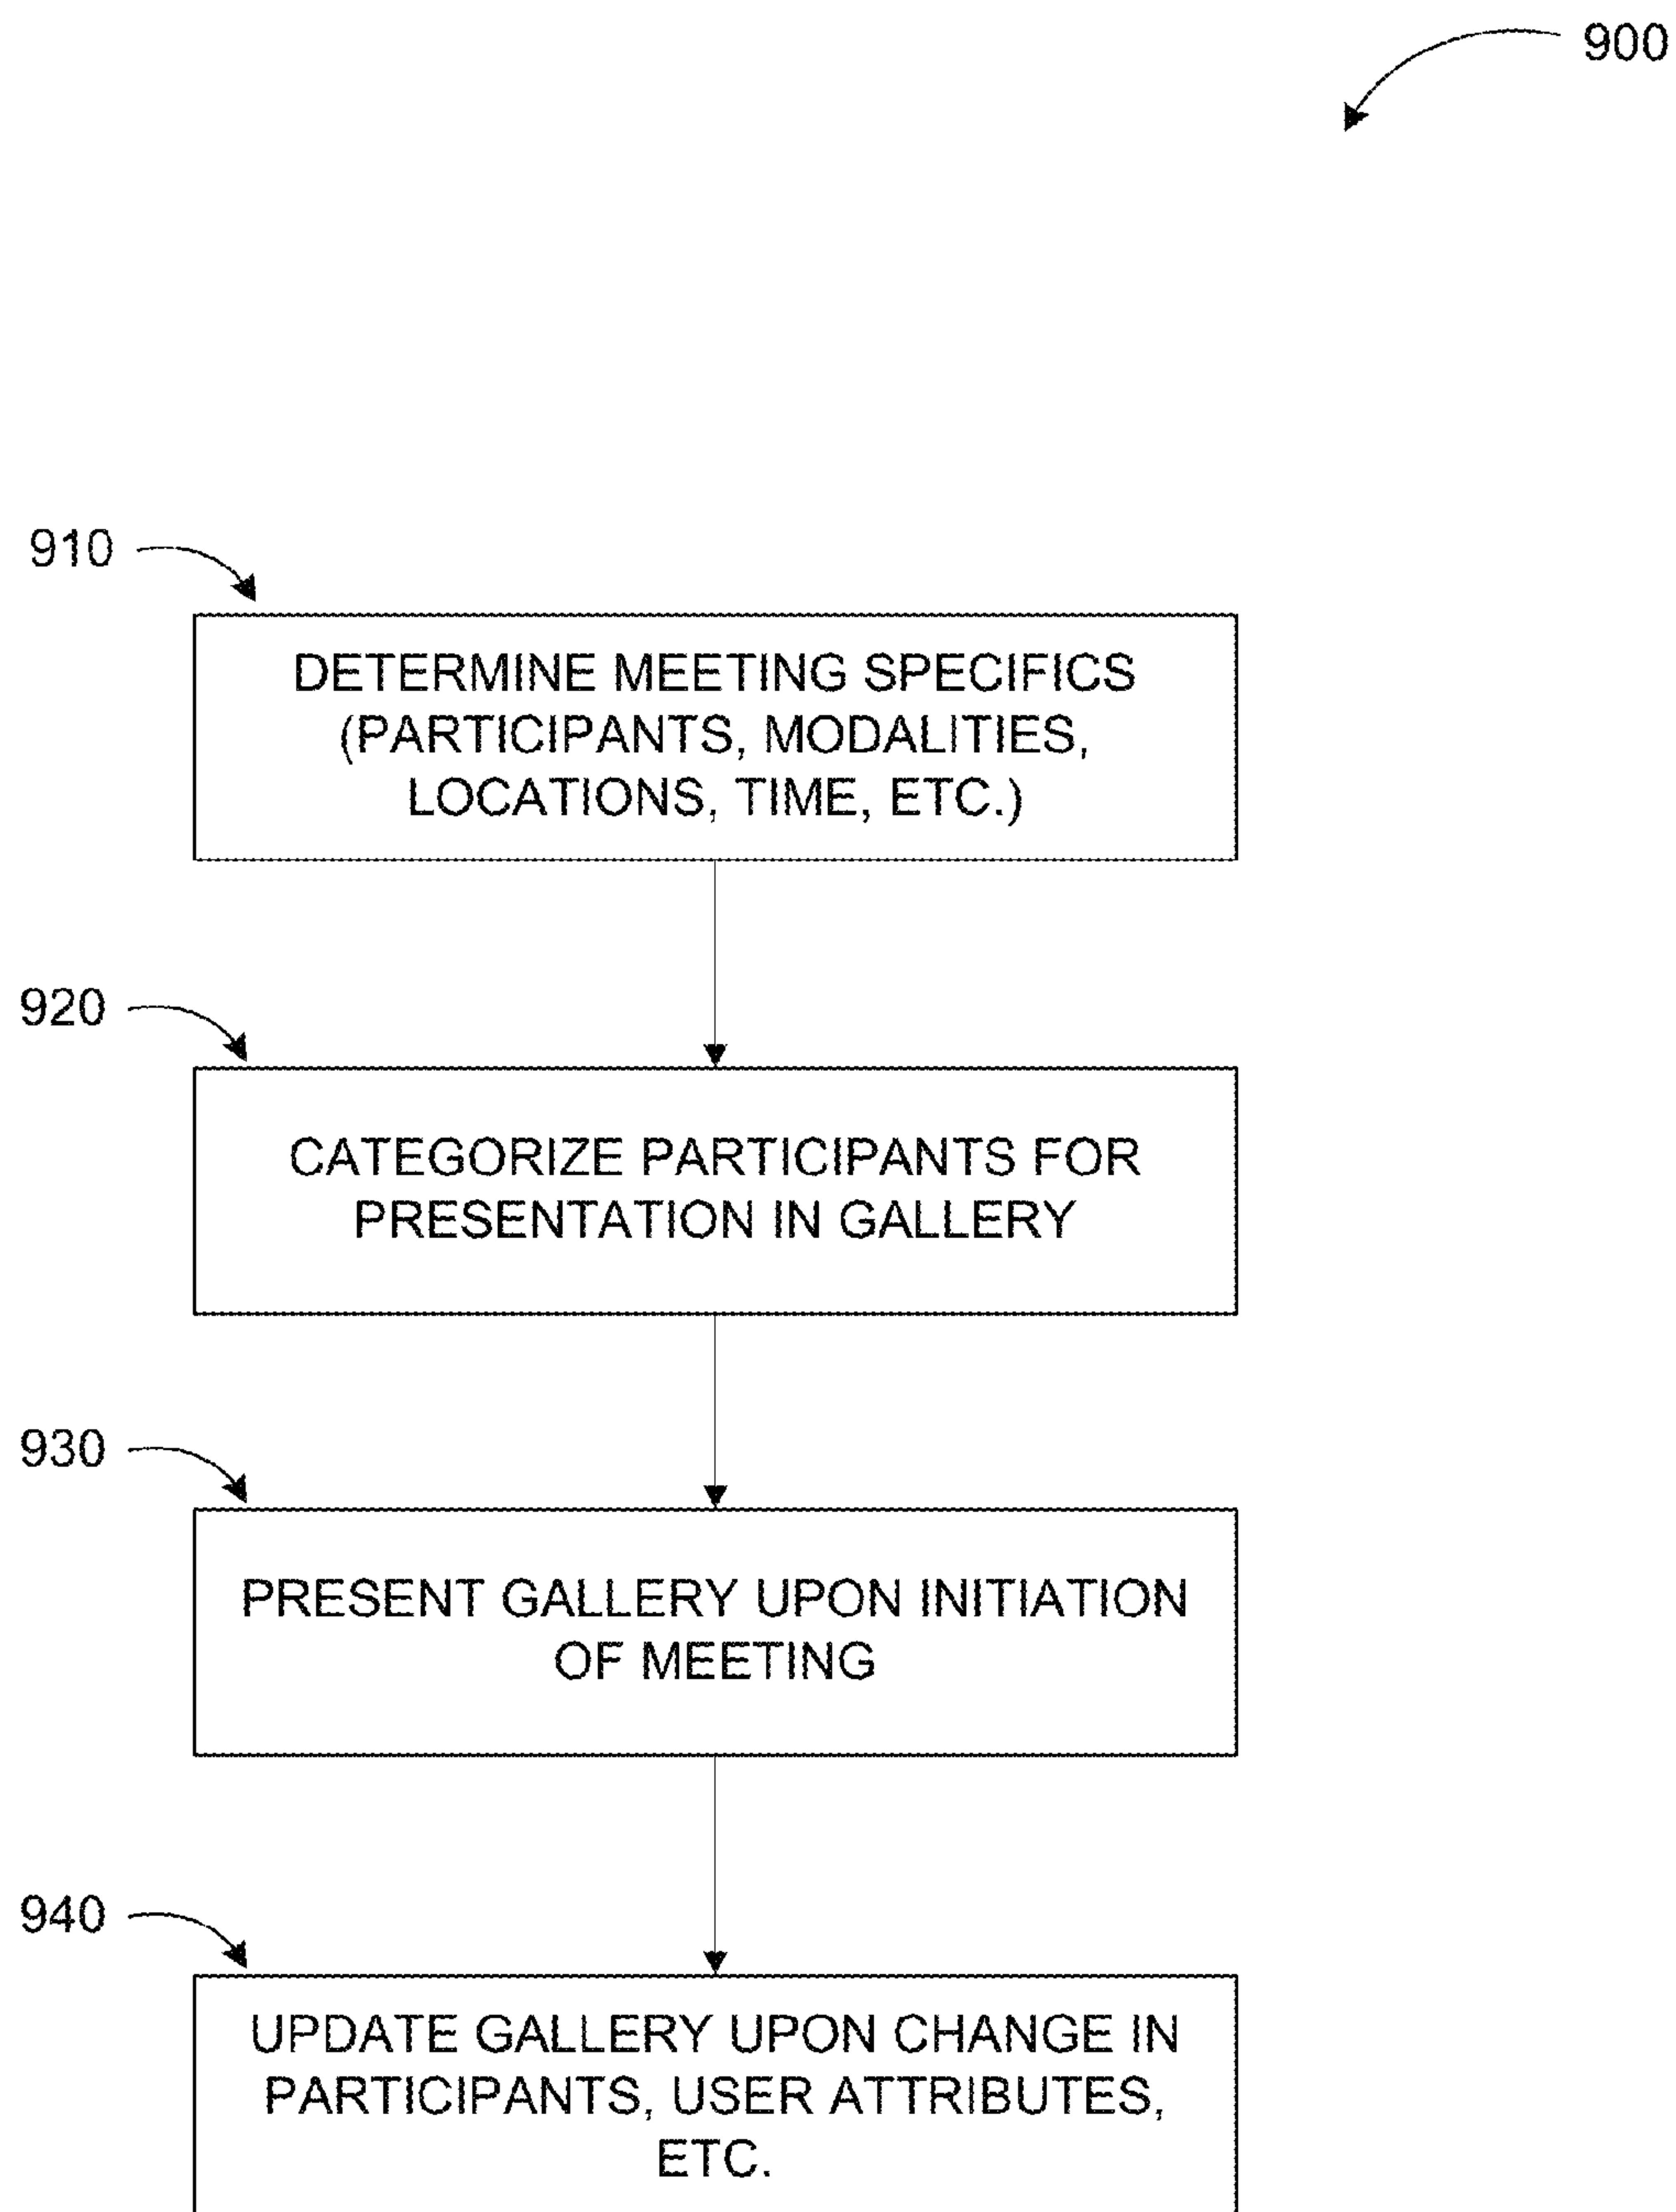 900
910
DETERMINE MEETING SPECIFICS
(PARTICIPANTS, MODALITIES,
LOCATIONS, TIME, ETC.)
920
CATEGORIZE PARTICIPANTS FOR
PRESENTATION IN GALLERY
930
PRESENT GALLERY UPON INITIATION
OF MEETING
940
UPDATE GALLERY UPON CHANGE IN
PARTICIPANTS, USER ATTRIBUTES,
ETC.